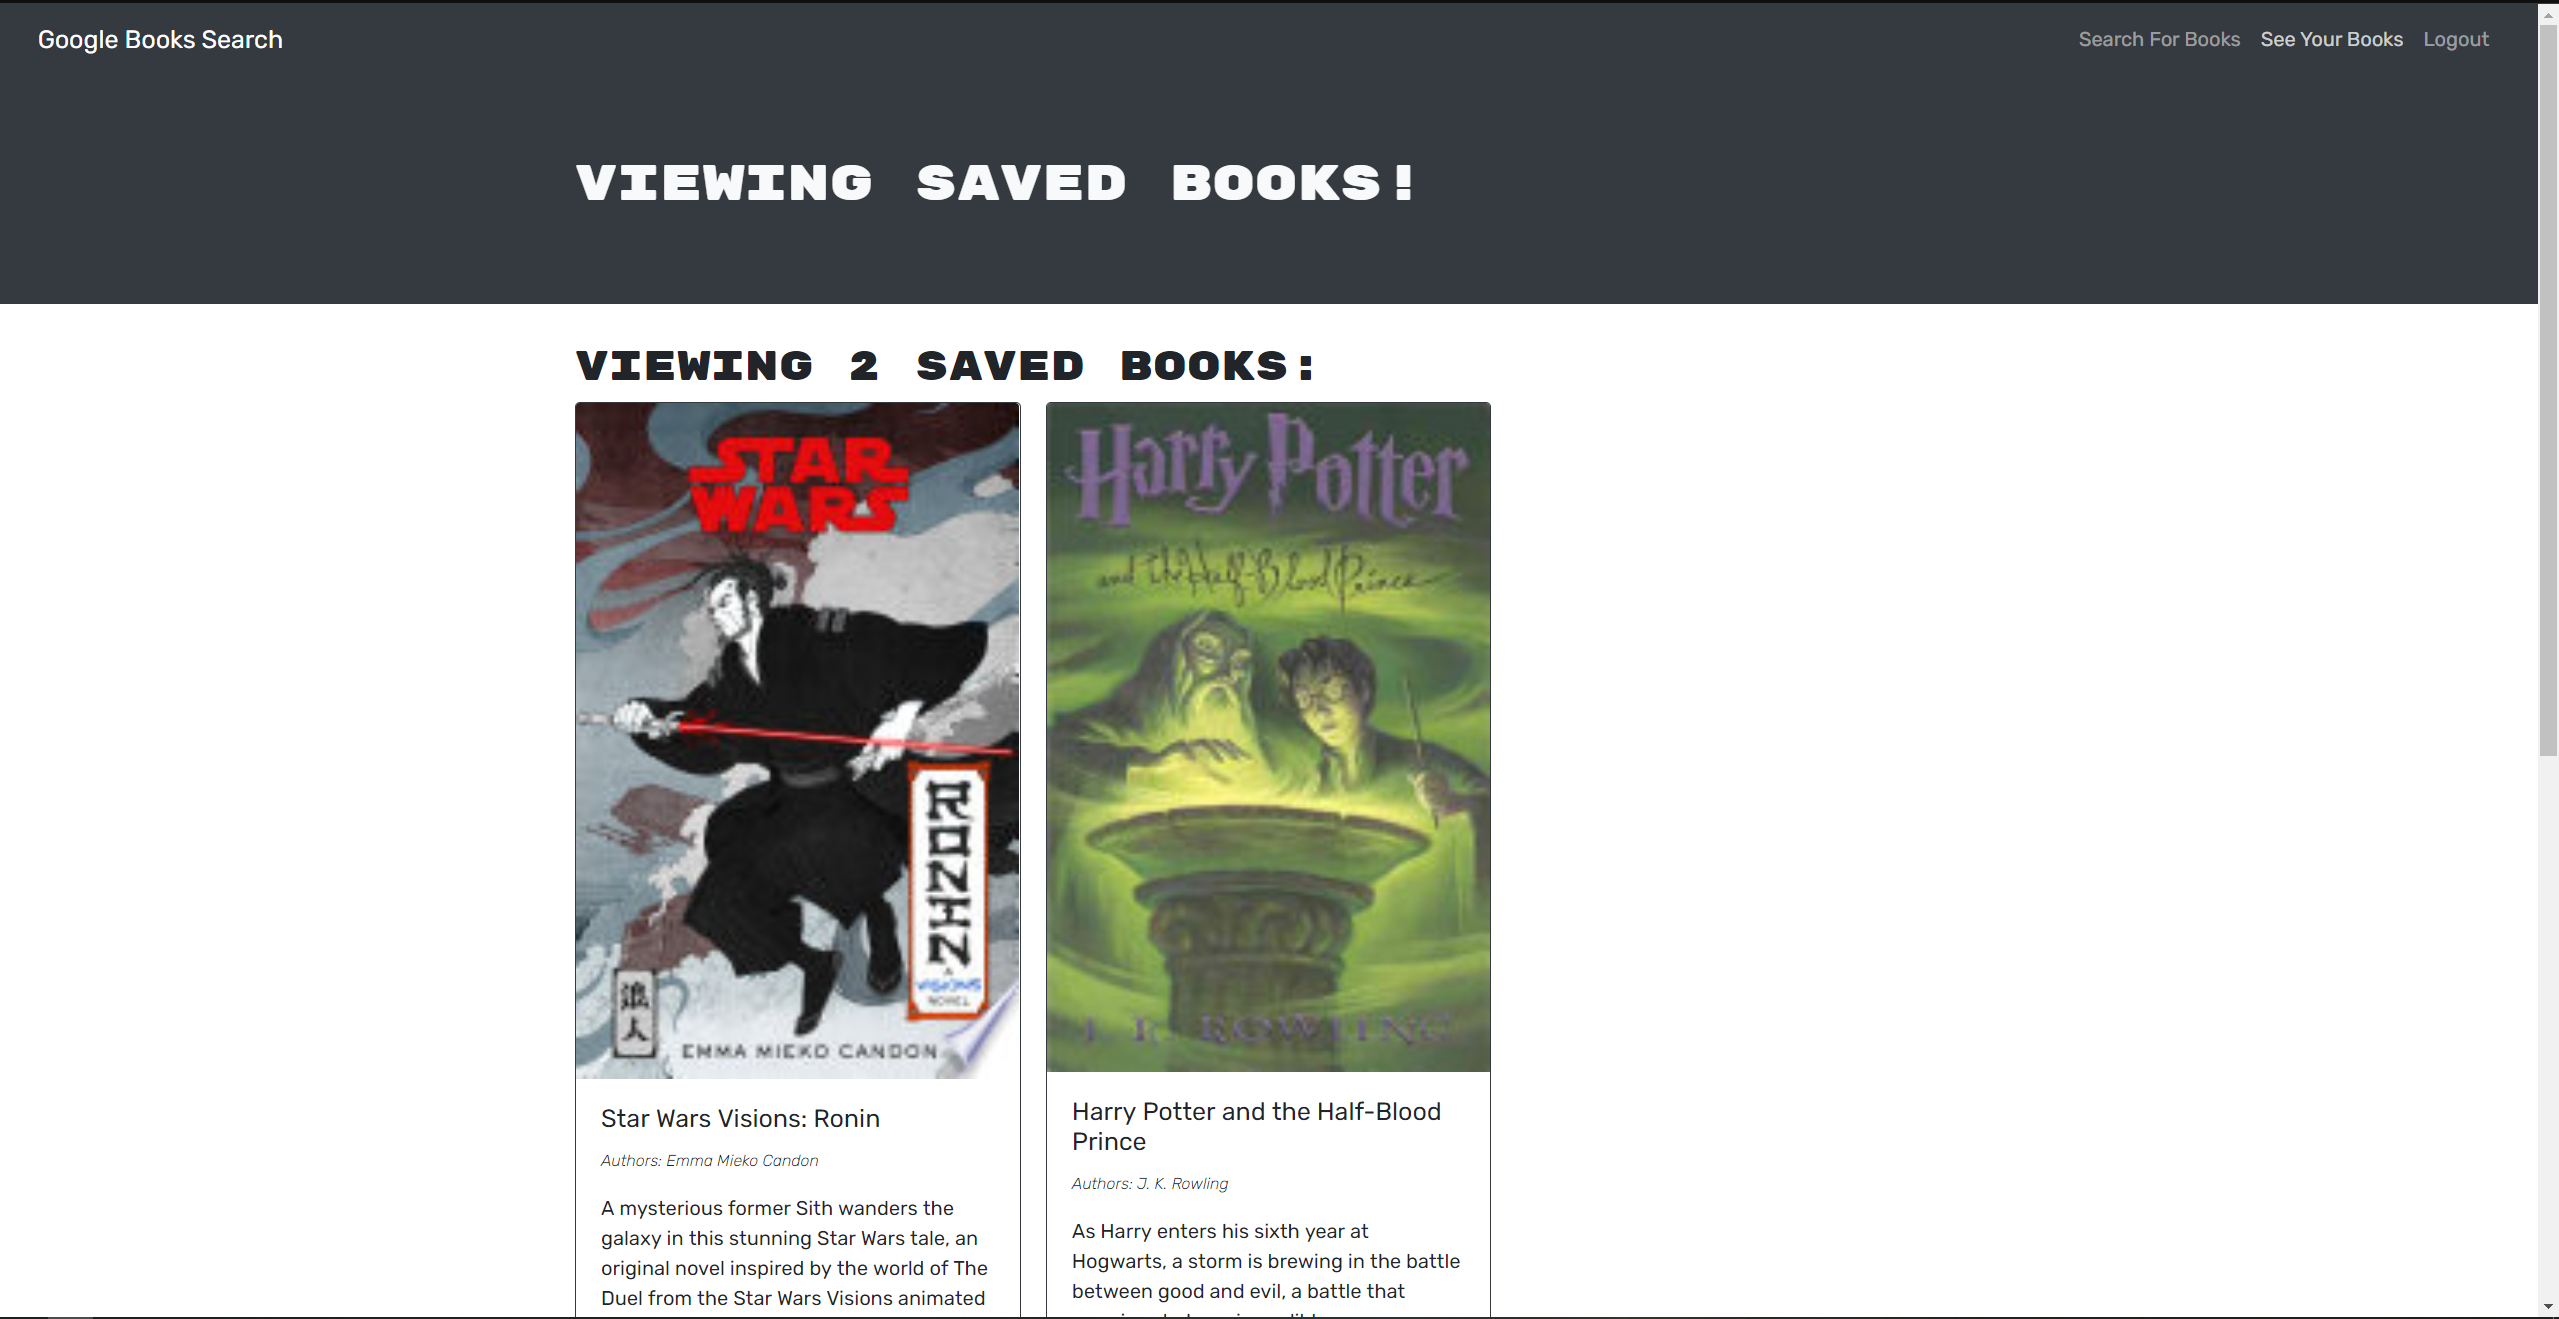 Google Books Search
Search For Books
See Your Books
Logout
VIEWING SAVED BOOKS!
VIEWING 2 SAVED BOOKS:
STAR
WARS
RONIN
A
VISIONS
NOVEL
浪
人
EMMA MIEKO CANDON
Star Wars Visions: Ronin
Authors: Emma Mieko Candon
A mysterious former Sith wanders the
galaxy in this stunning Star Wars tale, an
original novel inspired by the world of The
Duel from the Star Wars Visions animated
Harry Potter
and the Half-Blood Prince
J. K. ROWLING
Harry Potter and the Half-Blood
Prince
Authors: J. K. Rowling
As Harry enters his sixth year at
Hogwarts, a storm is brewing in the battle
between good and evil, a battle that